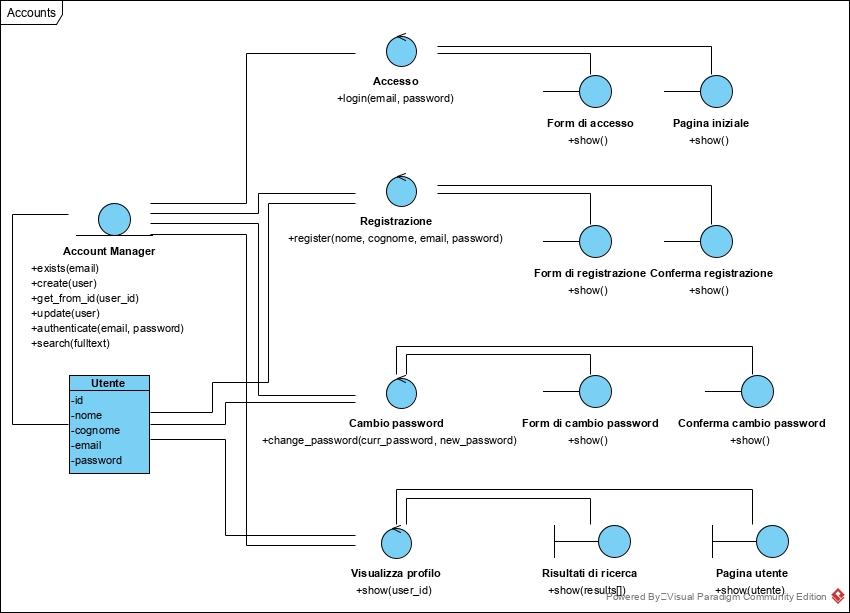 Accounts
Accesso
+login(email, password)
Form di accesso
+show()
Pagina iniziale
+show()
Registrazione
+register(nome, cognome, email, password)
Form di registrazione
+show()
Conferma registrazione
+show()
Account Manager
+exists(email)
+create(user)
+get_from_id(user_id)
+update(user)
+authenticate(email, password)
+search(fulltext)
Utente
-id
-nome
-cognome
-email
-password
Cambio password
+change_password(curr_password, new_password)
Form di cambio password
+show()
Conferma cambio password
+show()
Visualizza profilo
+show(user_id)
Risultati di ricerca
+show(results[])
Pagina utente
+show(utente)
Powered By Visual Paradigm Community Edition